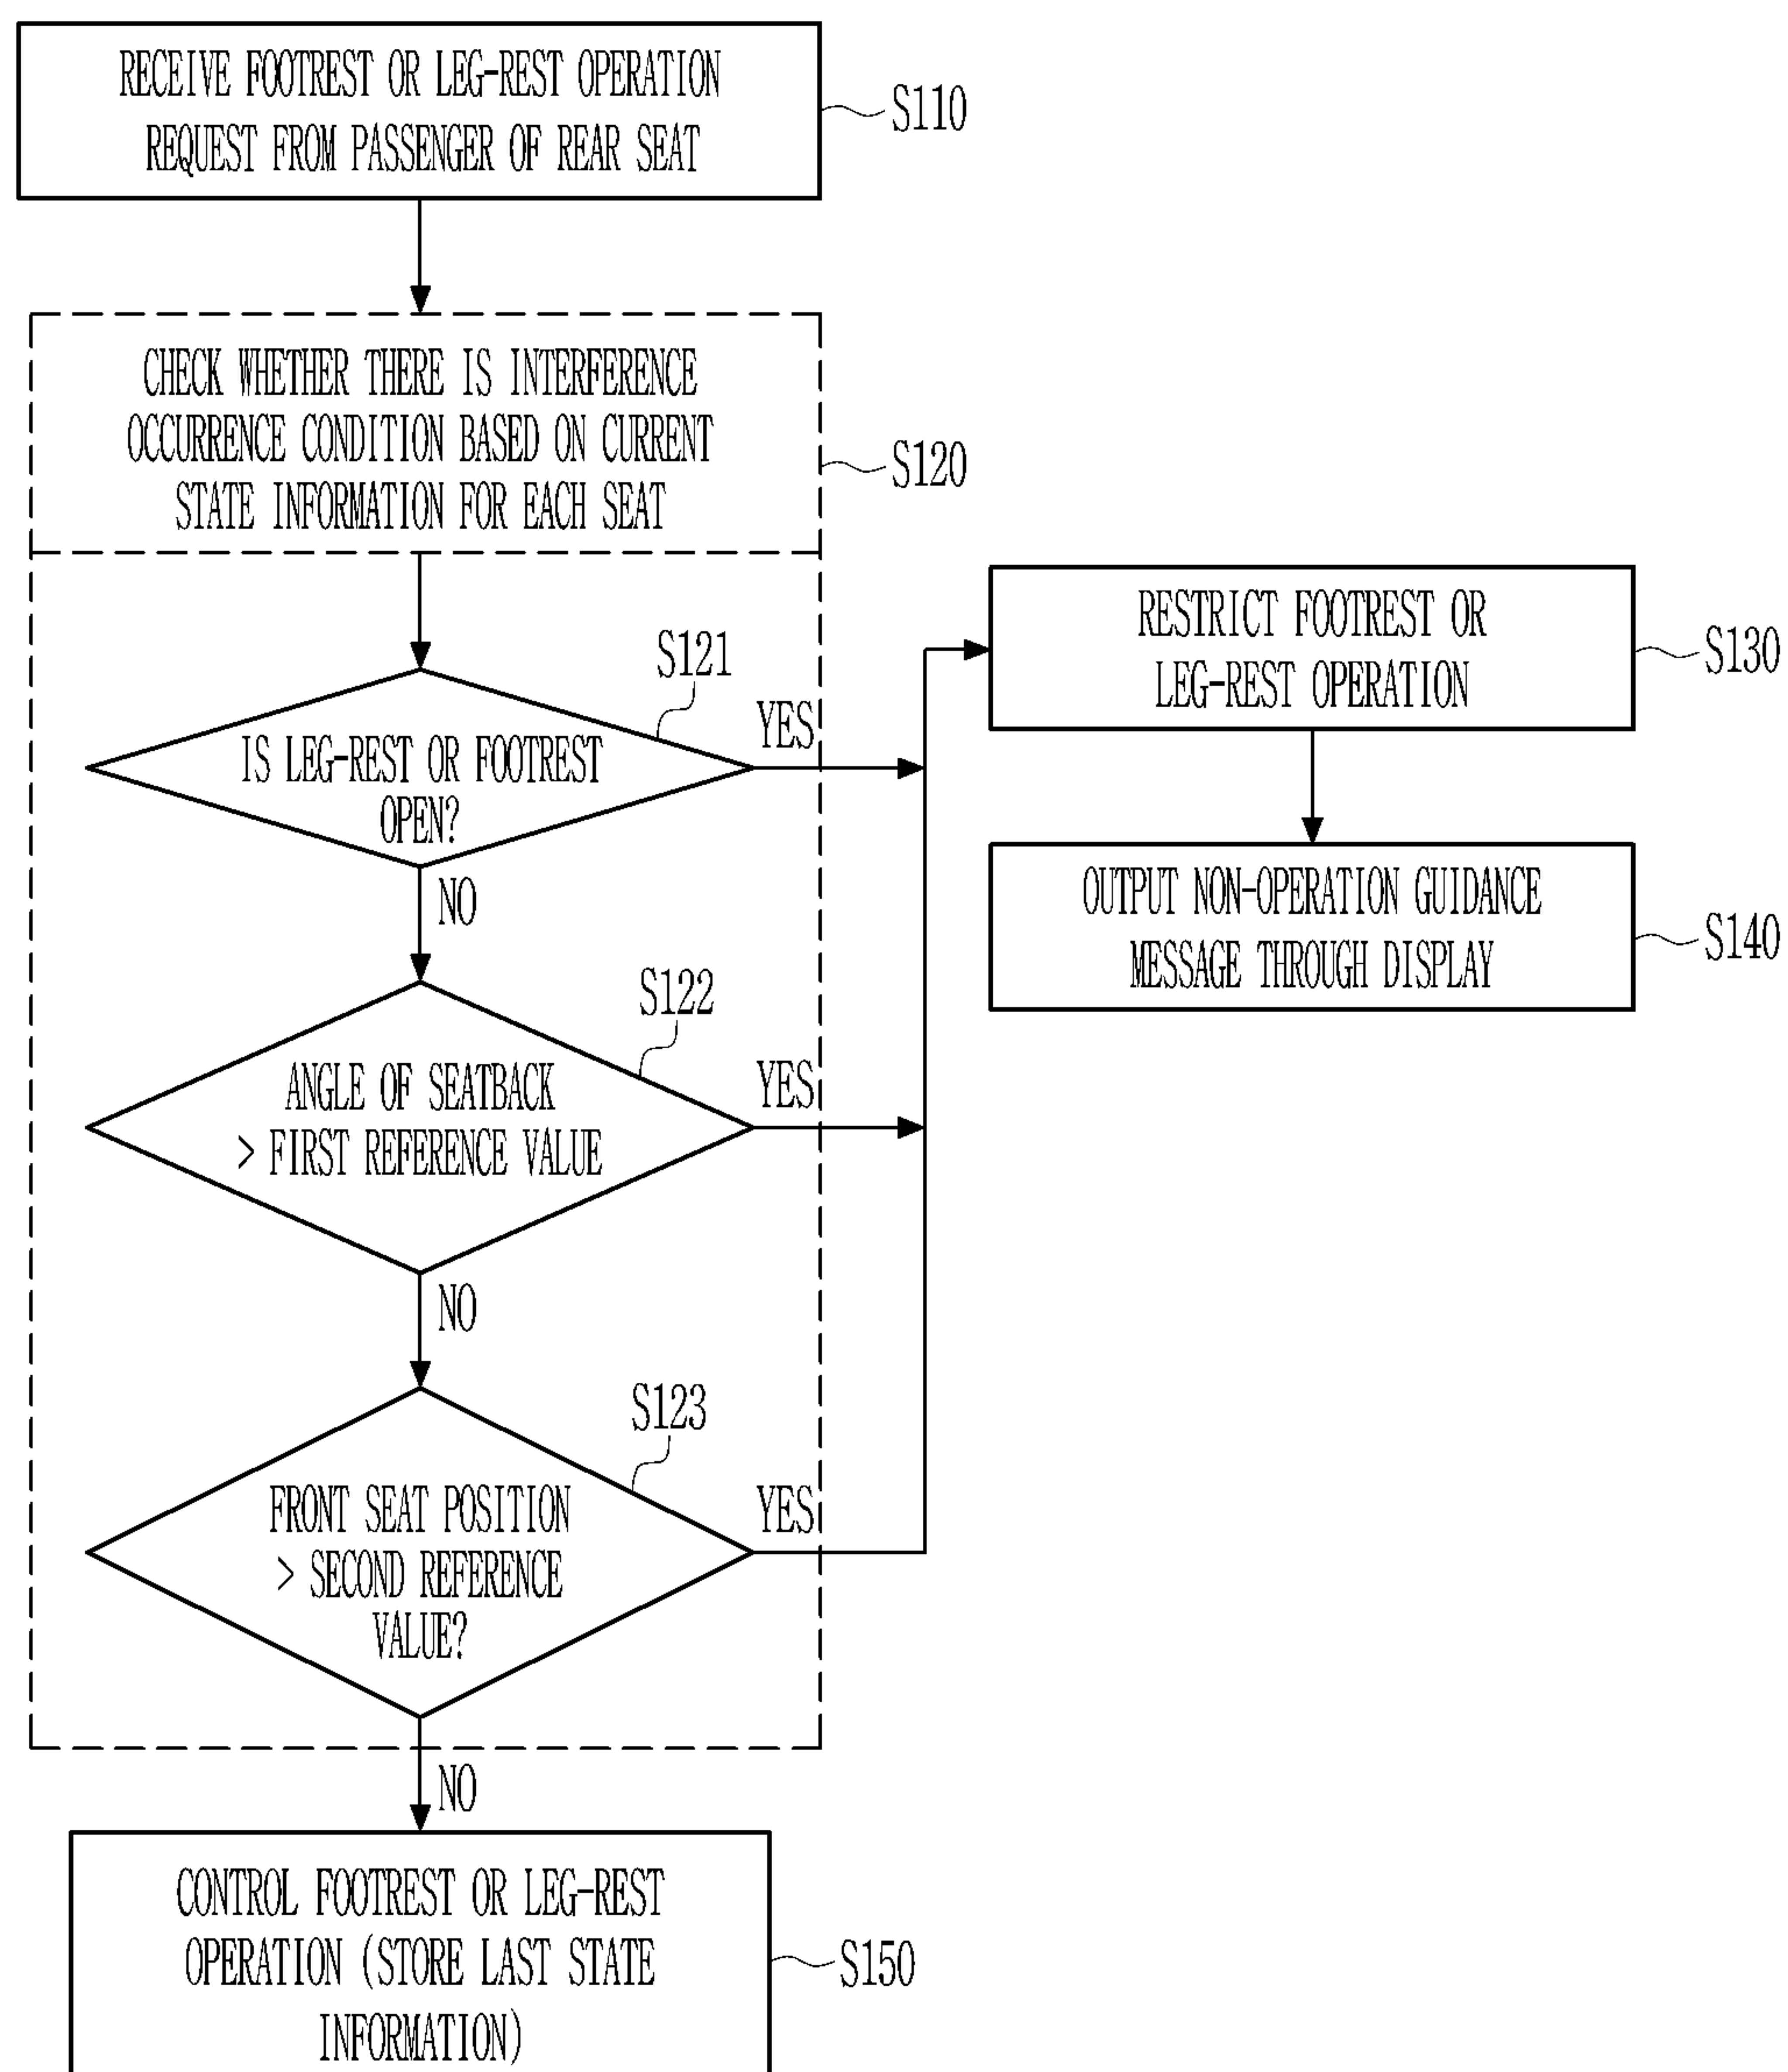 RECEIVE FOOTREST OR LEG-REST OPERATION
REQUEST FROM PASSENGER OF REAR SEAT
S110
CHECK WHETHER THERE IS INTERFERENCE
OCCURRENCE CONDITION BASED ON CURRENT
STATE INFORMATION FOR EACH SEAT
S120
S121
IS LEG-REST OR FOOTREST
OPEN?
YES
NO
RESTRICT FOOTREST OR
LEG-REST OPERATION
S130
OUTPUT NON-OPERATION GUIDANCE
MESSAGE THROUGH DISPLAY
S140
S122
ANGLE OF SEATBACK
> FIRST REFERENCE VALUE
YES
NO
S123
FRONT SEAT POSITION
> SECOND REFERENCE
VALUE?
YES
NO
CONTROL FOOTREST OR LEG-REST
OPERATION (STORE LAST STATE
INFORMATION)
S150